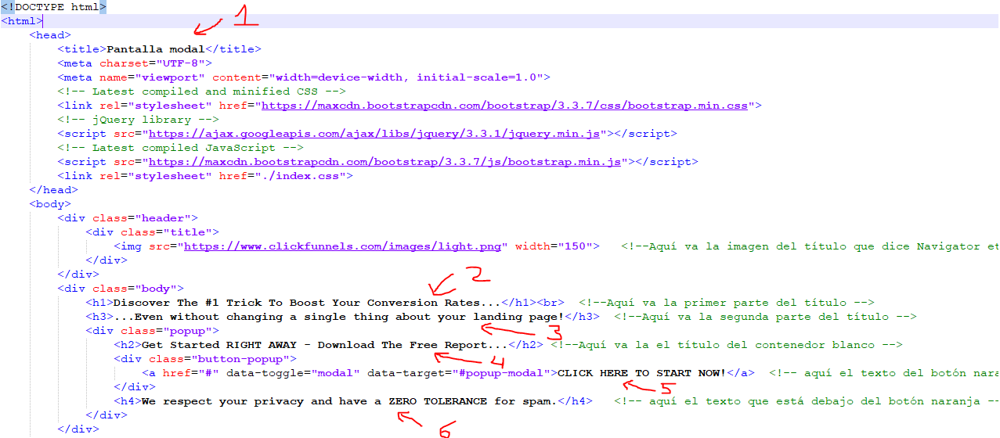 <!DOCTYPE html>
<html>
1
<head>
<title>Pantalla modal</title>
<meta charset="UTF-8">
<meta name="viewport" content="width=device-width, initial-scale=1.0">
<!-- Latest compiled and minified CSS -->
<link rel="stylesheet" href="https://maxcdn.bootstrapcdn.com/bootstrap/3.3.7/css/bootstrap.min.css">
<!-- jQuery library -->
<script src="https://ajax.googleapis.com/ajax/libs/jquery/3.3.1/jquery.min.js"></script>
<!-- Latest compiled JavaScript -->
<script src="https://maxcdn.bootstrapcdn.com/bootstrap/3.3.7/js/bootstrap.min.js"></script>
<link rel="stylesheet" href="./index.css">
</head>
<body>
<div class="header">
<div class="title">
<img src="https://www.clickfunnels.com/images/light.png" width="150"> <!--Aquí va la imagen del título que dice Navigator et
</div>
</div>
2
<div class="body">
<h1>Discover The #1 Trick To Boost Your Conversion Rates...</h1><br> <!--Aquí va la primer parte del título -->
<h3>...Even without changing a single thing about your landing page!</h3> <!--Aquí va la segunda parte del título -->
<div class="popup">
3
<h2>Get Started RIGHT AWAY - Download The Free Report...</h2> <!--Aquí va la el título del contenedor blanco -->
<div class="button-popup">
4
<a href="#" data-toggle="modal" data-target="#popup-modal">CLICK HERE TO START NOW!</a> <!-- aquí el texto del botón nara
</div>
5
<h4>We respect your privacy and have a ZERO TOLERANCE for spam.</h4> <!-- aquí el texto que está debajo del botón naranja -
</div>
</div>
6